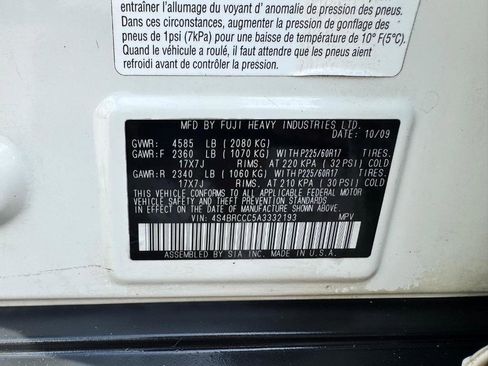 entraîner l'allumage du voyant d' anomalie de pression des pneus.
Dans ces circonstances, augmenter la pression de gonflage des
pneus de 1psi (7kPa) pour une baisse de température de 10° F(5°C).
Quand le véhicule a roulé, il faut attendre que les pneus aient
refroidi avant de contrôler la pression.
MFD BY FUJI HEAVY INDUSTRIES LTD.
DATE: 10/09
GVWR: 4585 LB ( 2080 KG)
GAWR:F 2360 LB ( 1070 KG) WITH P225/60R17 TIRES.
17X7J RIMS. AT 220 KPA ( 32 PSI) COLD
GAWR:R 2340 LB ( 1060 KG) WITH P225/60R17 TIRES.
17X7J RIMS. AT 210 KPA ( 30 PSI) COLD
THIS VEHICLE CONFORMS TO ALL APPLICABLE FEDERAL MOTOR
VEHICLE SAFETY AND THEFT PREVENTION STANDARDS
IN EFFECT ON THE DATE OF MANUFACTURE SHOWN ABOVE.
VIN: 4S4BRCCC5A3332193 MPV
ASSEMBLED BY SIA INC. MADE IN U.S.A.